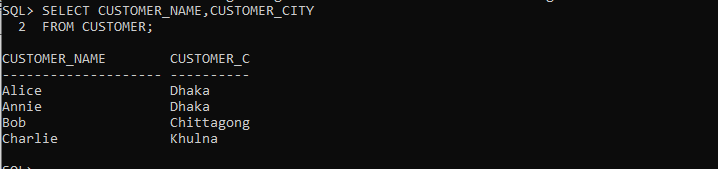 SQL> SELECT CUSTOMER_NAME,CUSTOMER_CITY
  2  FROM CUSTOMER;
CUSTOMER_NAME        CUSTOMER_C
-------------------- ----------
Alice                Dhaka
Annie                Dhaka
Bob                  Chittagong
Charlie              Khulna
SQL>